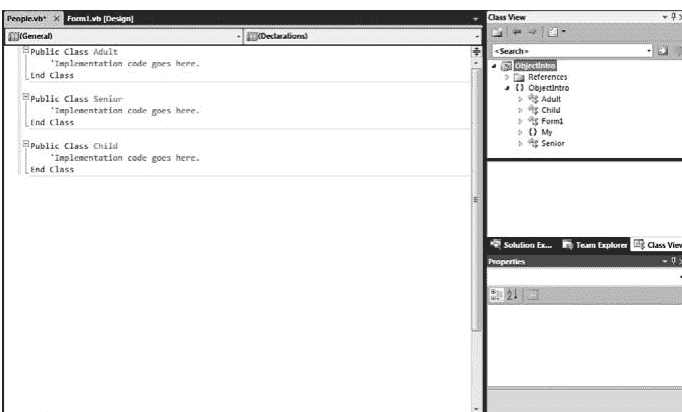 People.vb* × Form1.vb [Design]
(General) (Declarations)
Public Class Adult
'Implementation code goes here.
End Class
Public Class Senior
'Implementation code goes here.
End Class
Public Class Child
'Implementation code goes here.
End Class
Class View
<Search>
ObjectIntro
References
{} ObjectIntro
Adult
Child
Form1
{} My
Senior
Solution Ex... Team Explorer Class View
Properties